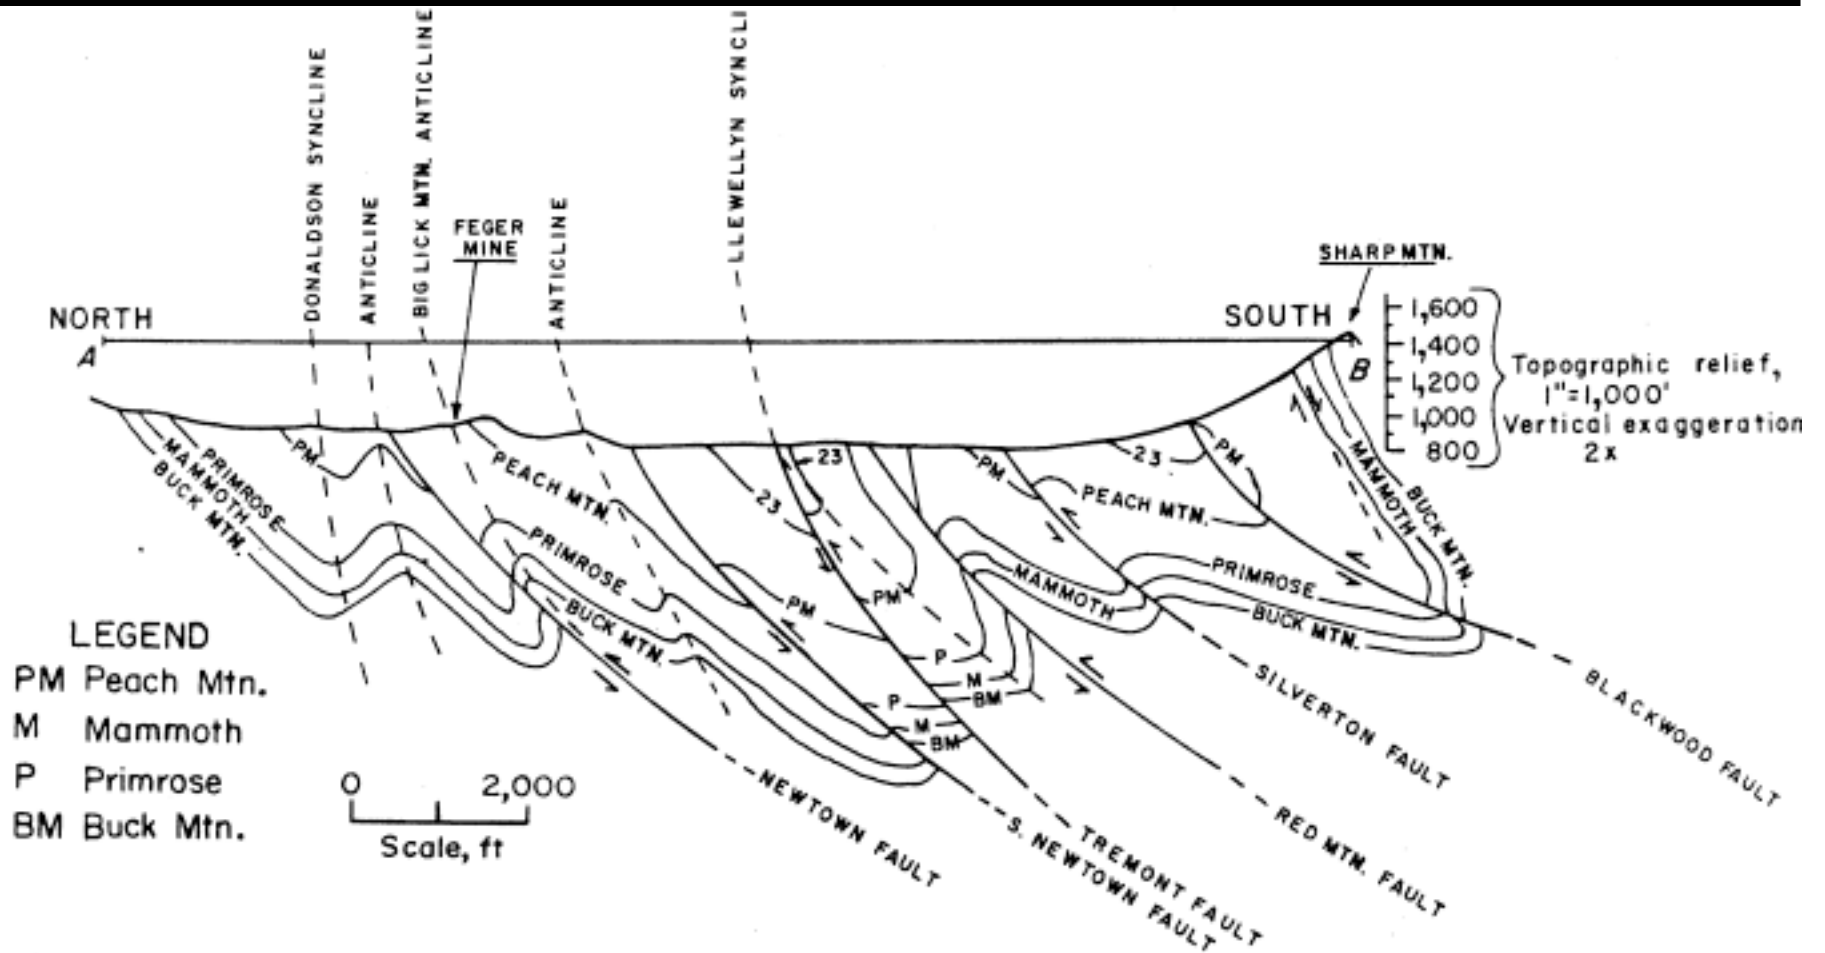 DONALDSON SYNCLINE
ANTICLINE
BIG LICK MTN. ANTICLINE
FEGER
MINE
ANTICLINE
LLEWELLYN SYNCLI
SHARP MTN.
NORTH
SOUTH
A
B
1,600
1,400
1,200
1,000
800
Topographic relief,
1"=1,000'
Vertical exaggeration
2x
PM
PRIMROSE
MAMMOTH
BUCK MTN.
PEACH MTN.
PRIMROSE
BUCK MTN.
23
PM
23
PM
P
M
BM
P
M
BM
PM
MAMMOTH
PEACH MTN.
23
PM
PRIMROSE
BUCK MTN.
MAMMOTH
BUCK MTN.
LEGEND
PM Peach Mtn.
M Mammoth
P Primrose
BM Buck Mtn.
0 2,000
Scale, ft
NEWTOWN FAULT
S. NEWTOWN FAULT
TREMONT FAULT
RED MTN. FAULT
SILVERTON FAULT
BLACKWOOD FAULT